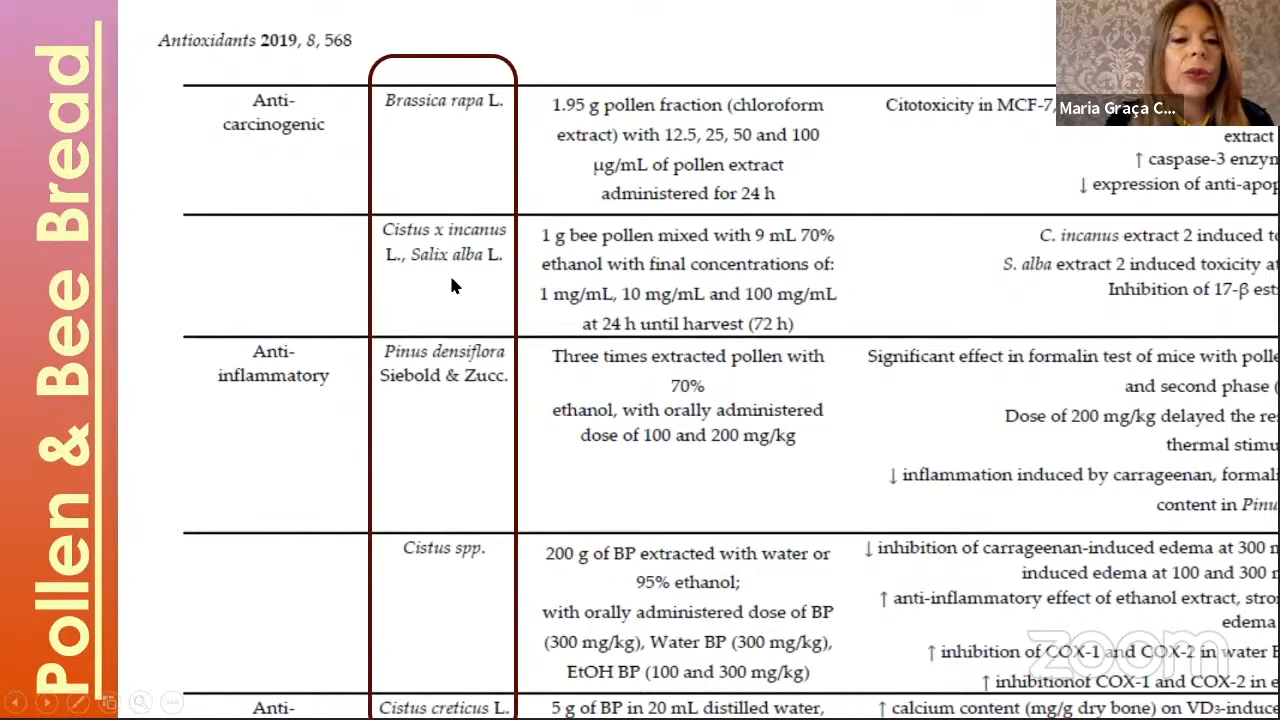 Pollen & Bee Bread
Antioxidants 2019, 8, 568
Maria Graça C...
Anti-
carcinogenic
Brassica rapa L.
1.95 g pollen fraction (chloroform
extract) with 12.5, 25, 50 and 100
µg/mL of pollen extract
administered for 24 h
Citotoxicity in MCF-7,
extract
↑ caspase-3 enzyn
↓ expression of anti-apop
Cistus x incanus
L., Salix alba L.
1 g bee pollen mixed with 9 mL 70%
ethanol with final concentrations of:
1 mg/mL, 10 mg/mL and 100 mg/mL
at 24 h until harvest (72 h)
C. incanus extract 2 induced to
S. alba extract 2 induced toxicity at
Inhibition of 17-β est
Anti-
inflammatory
Pinus densiflora
Siebold & Zucc.
Three times extracted pollen with
70%
ethanol, with orally administered
dose of 100 and 200 mg/kg
Significant effect in formalin test of mice with polle
and second phase (
Dose of 200 mg/kg delayed the re
thermal stimu
↓ inflammation induced by carrageenan, formali
content in Pinu
Cistus spp.
200 g of BP extracted with water or
95% ethanol;
with orally administered dose of BP
(300 mg/kg), Water BP (300 mg/kg),
EtOH BP (100 and 300 mg/kg)
↓ inhibition of carrageenan-induced edema at 300 m
induced edema at 100 and 300 m
↑ anti-inflammatory effect of ethanol extract, stro
edema
↑ inhibition of COX-1 and COX-2 in water B
↑ inhibitionof COX-1 and COX-2 in e
zoom
Anti-
Cistus creticus L.
5 g of BP in 20 mL distilled water,
↑ calcium content (mg/g dry bone) on VD3-induce